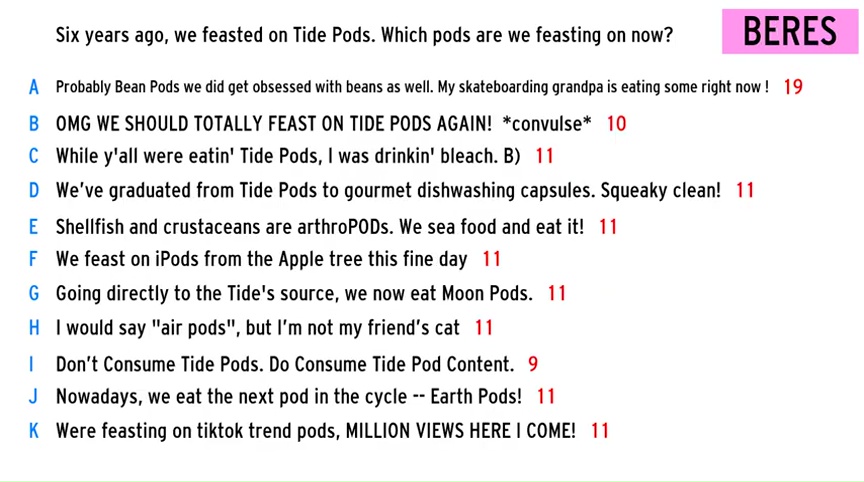 Six years ago, we feasted on Tide Pods. Which pods are we feasting on now?
BERES
A Probably Bean Pods we did get obsessed with beans as well. My skateboarding grandpa is eating some right now ! 19
B OMG WE SHOULD TOTALLY FEAST ON TIDE PODS AGAIN! *convulse* 10
C While y'all were eatin' Tide Pods, I was drinkin' bleach. B) 11
D We’ve graduated from Tide Pods to gourmet dishwashing capsules. Squeaky clean! 11
E Shellfish and crustaceans are arthroPODs. We sea food and eat it! 11
F We feast on iPods from the Apple tree this fine day 11
G Going directly to the Tide's source, we now eat Moon Pods. 11
H I would say "air pods", but I’m not my friend’s cat 11
I Don’t Consume Tide Pods. Do Consume Tide Pod Content. 9
J Nowadays, we eat the next pod in the cycle -- Earth Pods! 11
K Were feasting on tiktok trend pods, MILLION VIEWS HERE I COME! 11